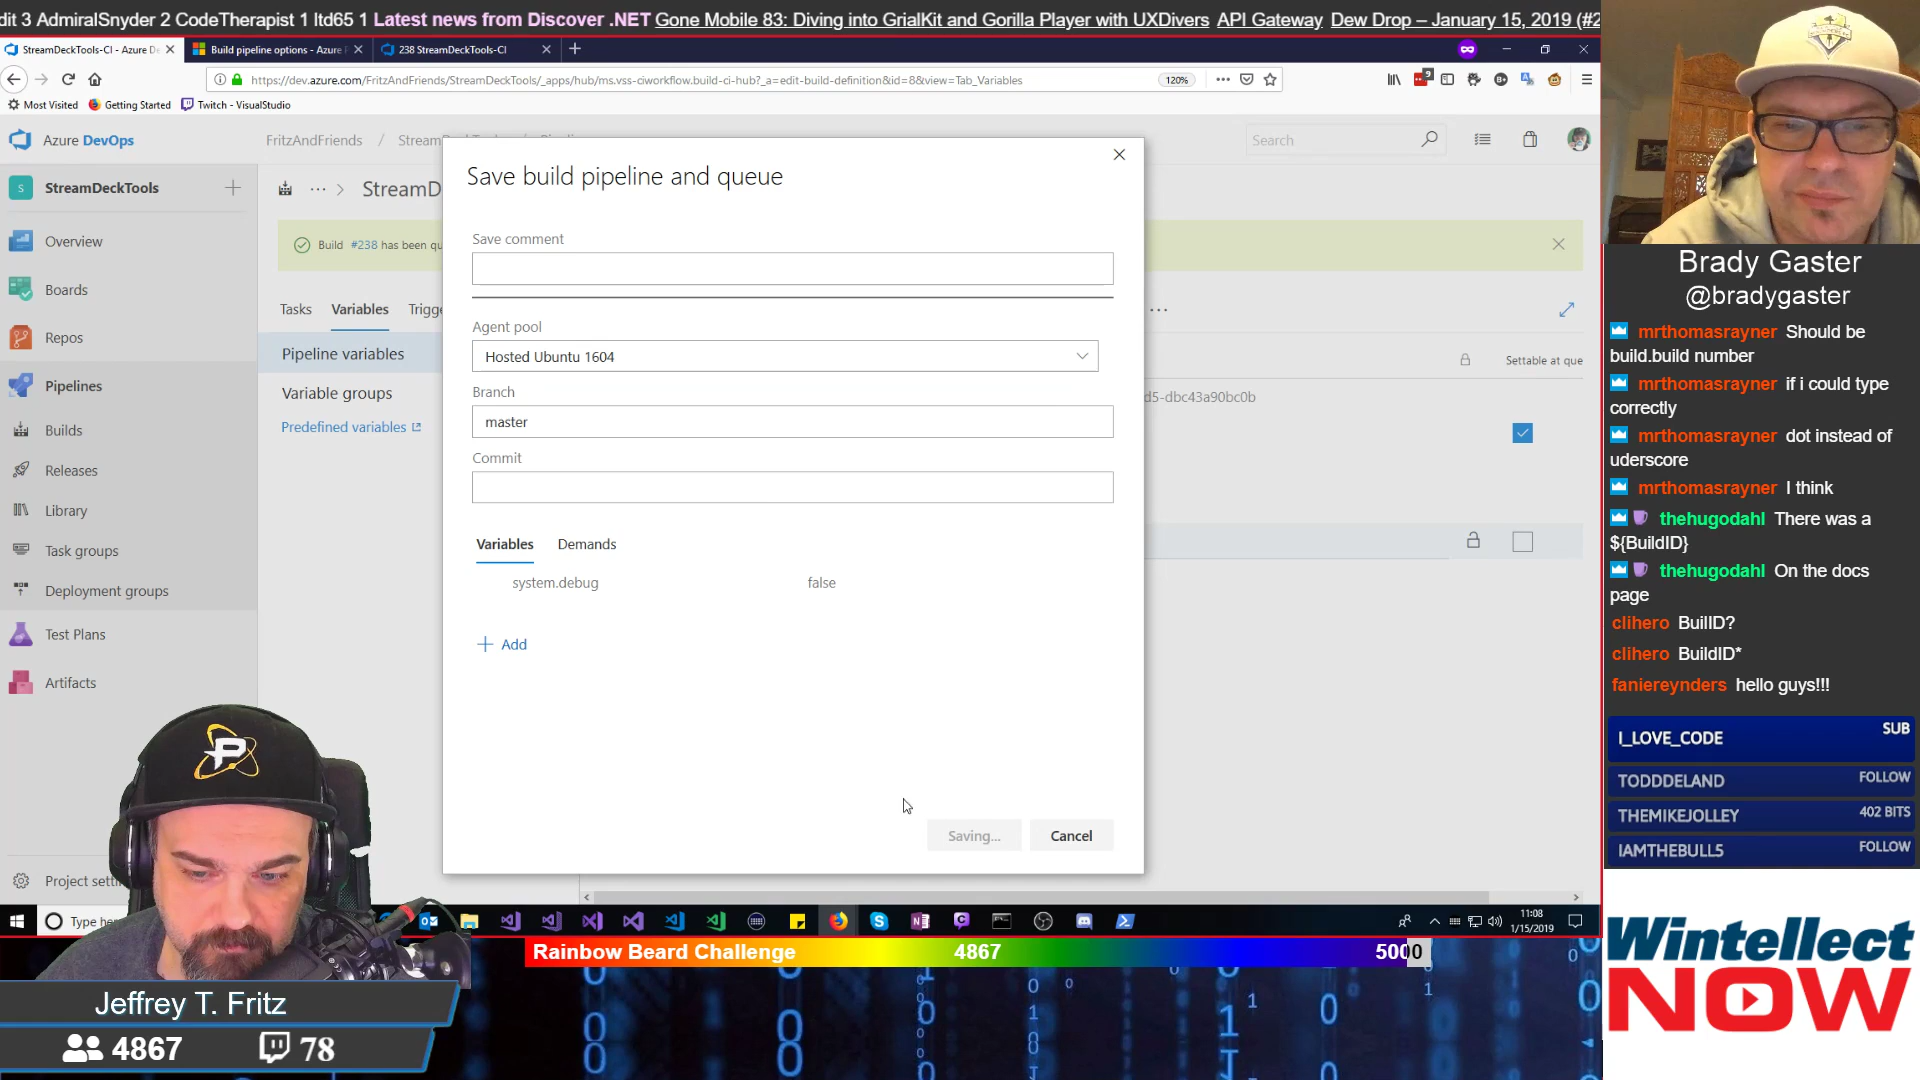 dit 3 AdmiralSnyder 2 CodeTherapist 1 ltd65 1 Latest news from Discover .NET Gone Mobile 83: Diving into GrialKit and Gorilla Player with UXDivers API Gateway Dew Drop – January 15, 2019 (#2
StreamDeckTools-CI - Azure De
Build pipeline options - Azure P
238 StreamDeckTools-CI
https://dev.azure.com/FritzAndFriends/StreamDeckTools/_apps/hub/ms.vss-ciworkflow.build-ci-hub?_a=edit-build-definition&id=8&view=Tab_Variables
120%
Most Visited
Getting Started
Twitch - VisualStudio
Azure DevOps
FritzAndFriends / StreamDeckTools / Pipelines
Search
S StreamDeckTools
Overview
Boards
Repos
Pipelines
Builds
Releases
Library
Task groups
Deployment groups
Test Plans
Artifacts
Project setti
StreamD
Build #238 has been qu
Tasks
Variables
Trigge
Pipeline variables
Variable groups
Predefined variables
Save build pipeline and queue
Save comment
Agent pool
Hosted Ubuntu 1604
Branch
master
Commit
Variables
Demands
system.debug
false
Add
Saving...
Cancel
Settable at que
d5-dbc43a90bc0b
Type he
11:08
1/15/2019
Brady Gaster
@bradygaster
mrthomasrayner Should be
build.build number
mrthomasrayner if i could type
correctly
mrthomasrayner dot instead of
uderscore
mrthomasrayner I think
thehugodahl There was a
${BuildID}
thehugodahl On the docs
page
clihero BuilID?
clihero BuildID*
faniereynders hello guys!!!
I_LOVE_CODE SUB
TODDDELAND FOLLOW
THEMIKEJOLLEY 402 BITS
IAMTHEBULL5 FOLLOW
Wintellect
NOW
Rainbow Beard Challenge
4867
5000
Jeffrey T. Fritz
4867
78